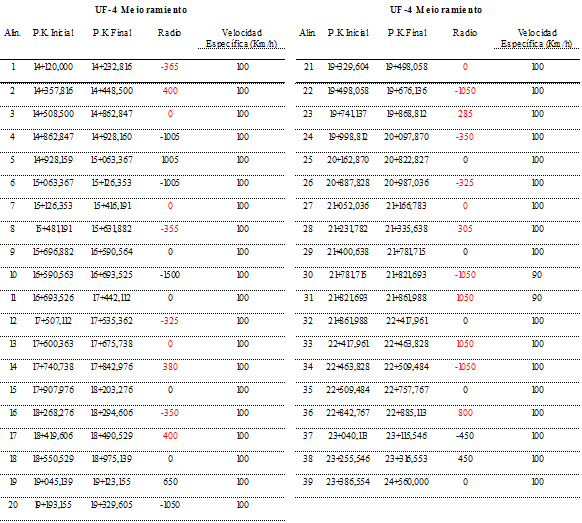 UF-4 Mejoramiento
Alin. P.K. Inicial P.K Final Radio Velocidad Específica (Km/h)
1 14+120,000 14+232,816 -365 100
2 14+357,816 14+448,500 400 100
3 14+508,500 14+862,847 0 100
4 14+862,847 14+928,160 -1005 100
5 14+928,159 15+063,367 1005 100
6 15+063,367 15+126,353 -1005 100
7 15+126,353 15+416,191 0 100
8 15+481,191 15+631,882 -355 100
9 15+696,882 16+590,564 0 100
10 16+590,563 16+693,525 -1500 100
11 16+693,526 17+442,112 0 100
12 17+507,112 17+535,362 -325 100
13 17+600,363 17+675,738 0 100
14 17+740,738 17+842,976 380 100
15 17+907,976 18+203,276 0 100
16 18+268,276 18+294,606 -350 100
17 18+419,606 18+490,529 400 100
18 18+550,529 18+975,139 0 100
19 19+045,139 19+123,155 650 100
20 19+193,155 19+329,605 -1050 100
UF-4 Mejoramiento
Alin. P.K. Inicial P.K Final Radio Velocidad Específica (Km/h)
21 19+329,604 19+498,058 0 100
22 19+498,058 19+676,136 -1050 100
23 19+741,137 19+868,812 285 100
24 19+998,812 20+097,870 -350 100
25 20+162,870 20+822,827 0 100
26 20+887,828 20+987,036 -325 100
27 21+052,036 21+166,783 0 100
28 21+231,782 21+335,638 305 100
29 21+400,638 21+781,715 0 100
30 21+781,715 21+821,693 -1050 90
31 21+821,693 21+861,988 1050 90
32 21+861,988 22+417,961 0 100
33 22+417,961 22+463,828 1050 100
34 22+463,828 22+509,484 -1050 100
35 22+509,484 22+757,767 0 100
36 22+842,767 22+885,113 800 100
37 23+040,113 23+115,546 -450 100
38 23+255,546 23+316,553 450 100
39 23+386,554 24+560,000 0 100